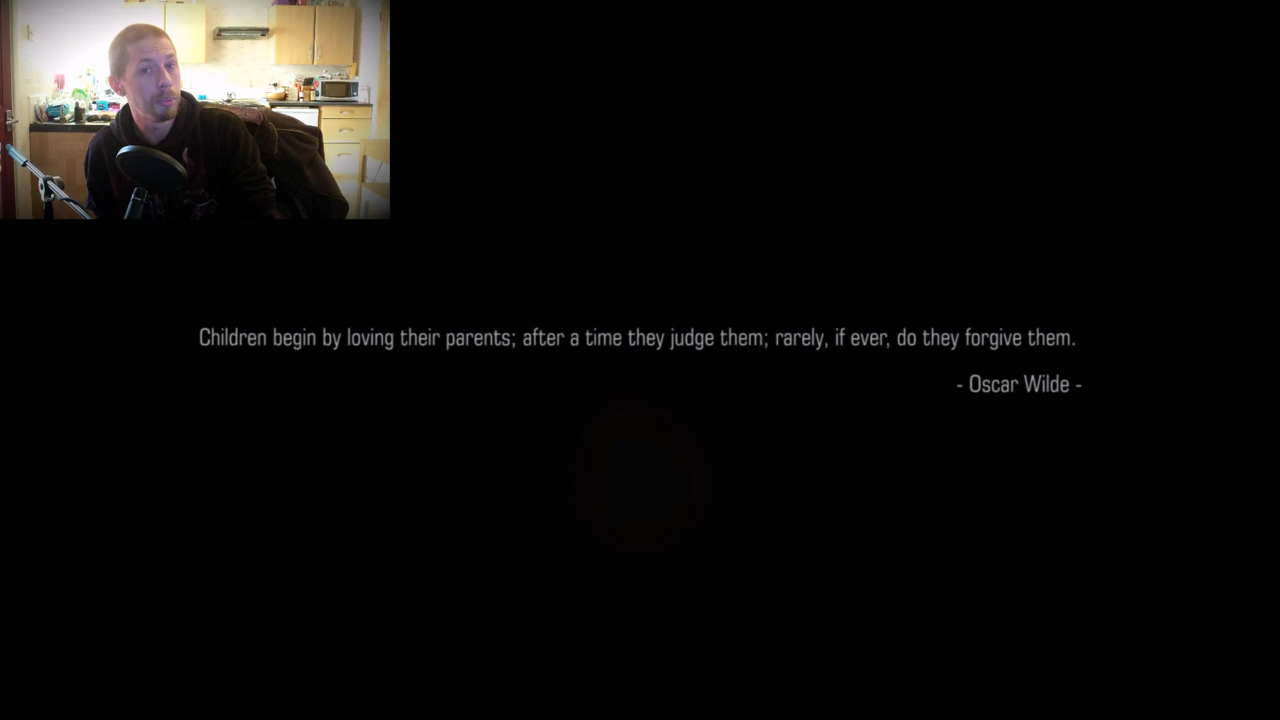 Children begin by loving their parents; after a time they judge them; rarely, if ever, do they forgive them.
- Oscar Wilde -